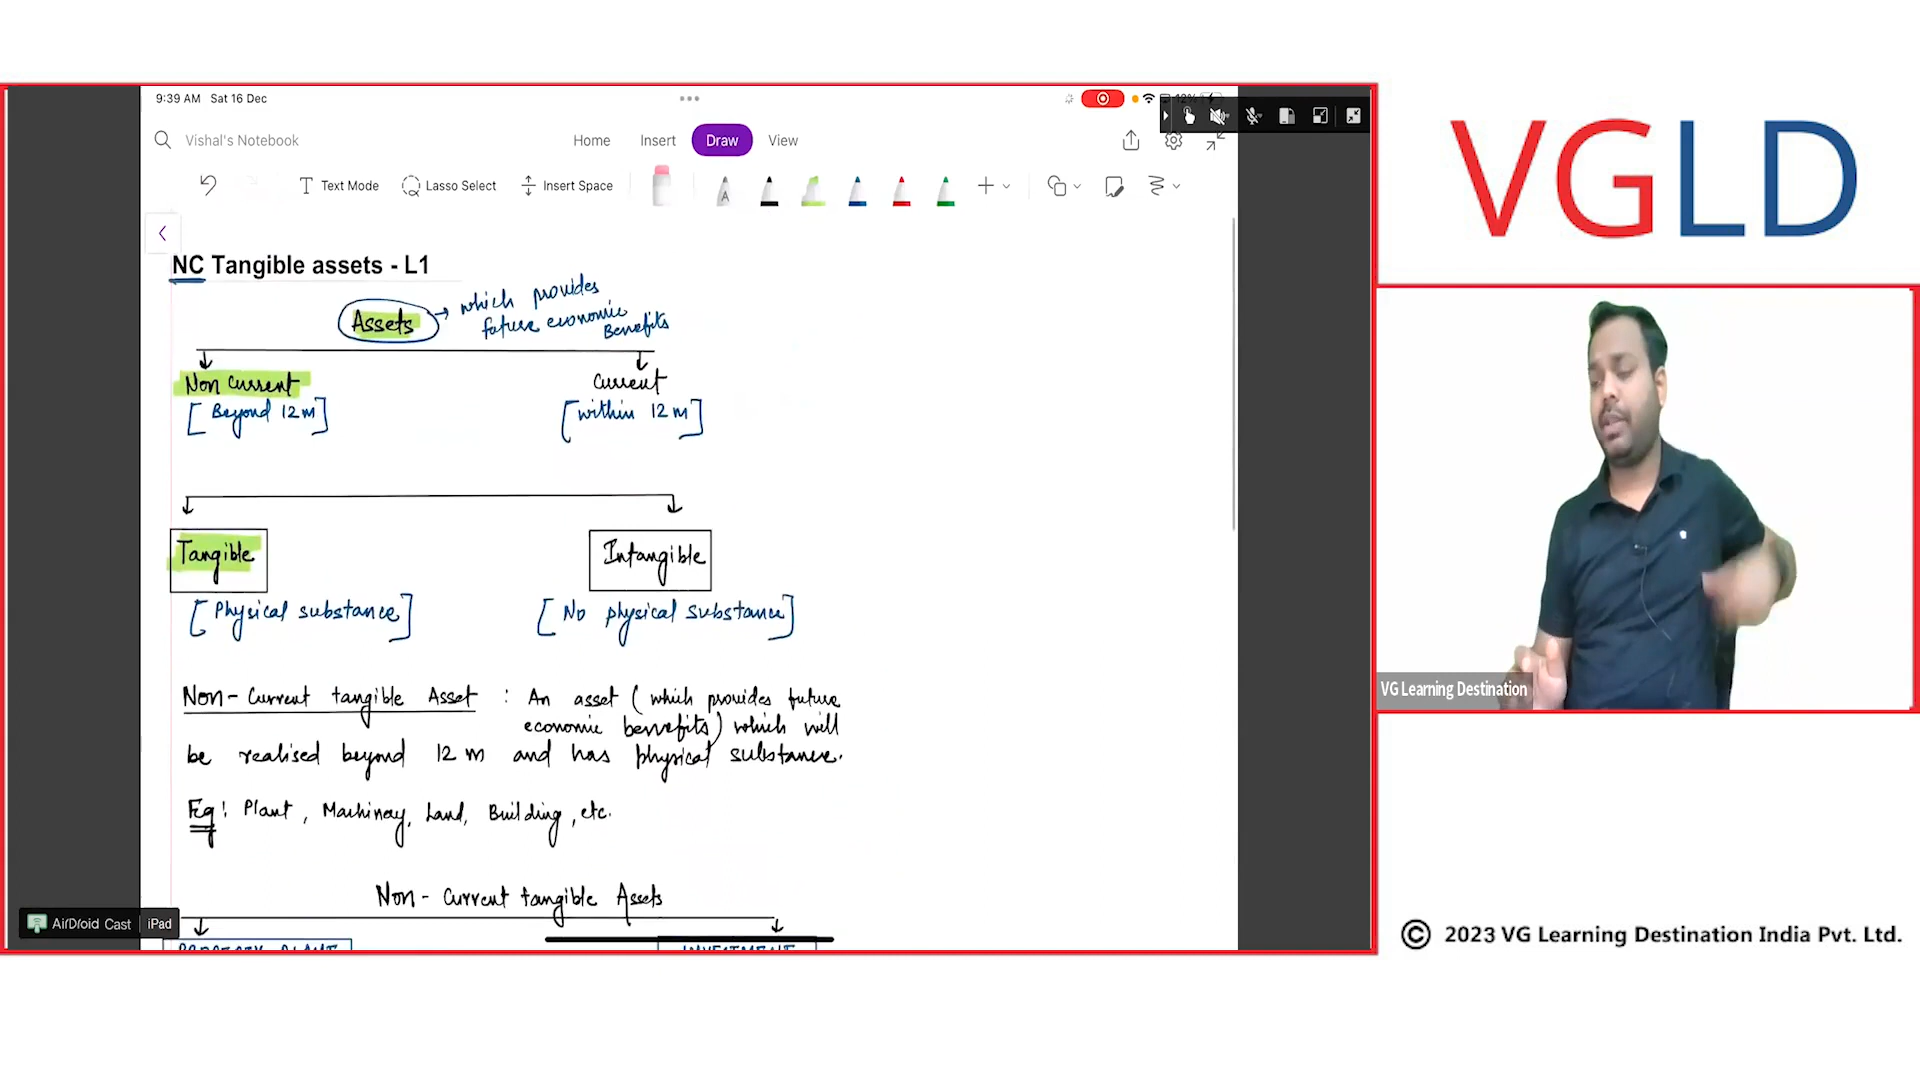 9:39 AM Sat 16 Dec
12%
Vishal's Notebook
Home Insert Draw View
Text Mode Lasso Select Insert Space
NC Tangible assets - L1
Assets → which provides
future economic
Benefits
Non Current
Current
[Beyond 12m]
[within 12 m]
Tangible
Intangible
[Physical substance]
[No physical substance]
Non-Current tangible Asset : An asset (which provides future
economic benefits) which will
be realised beyond 12 m and has physical substance.
Eg: Plant, Machinery, Land, Building, etc.
Non-Current tangible Assets
INVESTMENT
AirDroid Cast iPad
VGLD
VG Learning Destination
© 2023 VG Learning Destination India Pvt. Ltd.